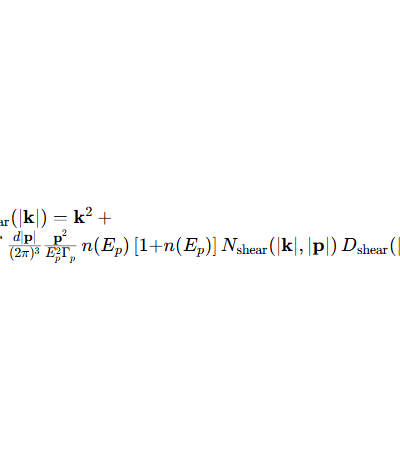 ar(|𝐤|) = 𝐤² +
d|𝐩|/(2π)³ 𝐩²/E_p²Γ_p n(E_p) [1+n(E_p)] N_shear(|𝐤|, |𝐩|) D_shear(|